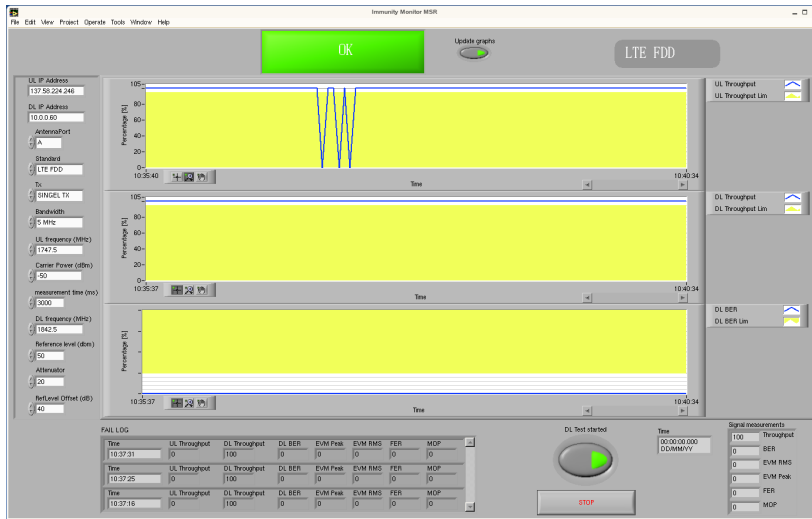 Immunity Monitor MSR
File Edit View Project Operate Tools Window Help
OK
Update graphs
LTE FDD
UL IP Address
137.58.224.246
DL IP Address
10.0.0.60
AntennaPort
A
Standard
LTE FDD
Tx
SINGEL TX
Bandwidth
5 MHz
UL frequency (MHz)
1747.5
Carrier Power (dBm)
-50
measurement time (ms)
3000
DL frequency (MHz)
1842.5
Reference level (dbm)
50
Attenuator
20
RefLevel Offset (dB)
40
Percentage [%]
105-
80-
60-
40-
20-
0-
10:35:40
Time
10:40:34
UL Throughput
UL Throughput Lim
Percentage [%]
105-
80-
60-
40-
20-
0-
10:35:37
Time
10:40:34
DL Throughput
DL Throughput Lim
Percentage [%]
10:35:37
Time
10:40:34
DL BER
DL BER Lim
FAIL LOG
Time UL Throughput DL Throughput DL BER EVM Peak EVM RMS FER MOP
10:37:31 0 100 0 0 0 0 0
Time UL Throughput DL Throughput DL BER EVM Peak EVM RMS FER MOP
10:37:25 0 100 0 0 0 0 0
Time UL Throughput DL Throughput DL BER EVM Peak EVM RMS FER MOP
10:37:16 0 100 0 0 0 0 0
DL Test started
STOP
Time
00:00:00.000
DD/MM/YY
Signal measurements
100 Throughput
0 BER
0 EVM RMS
0 EVM Peak
0 FER
0 MOP